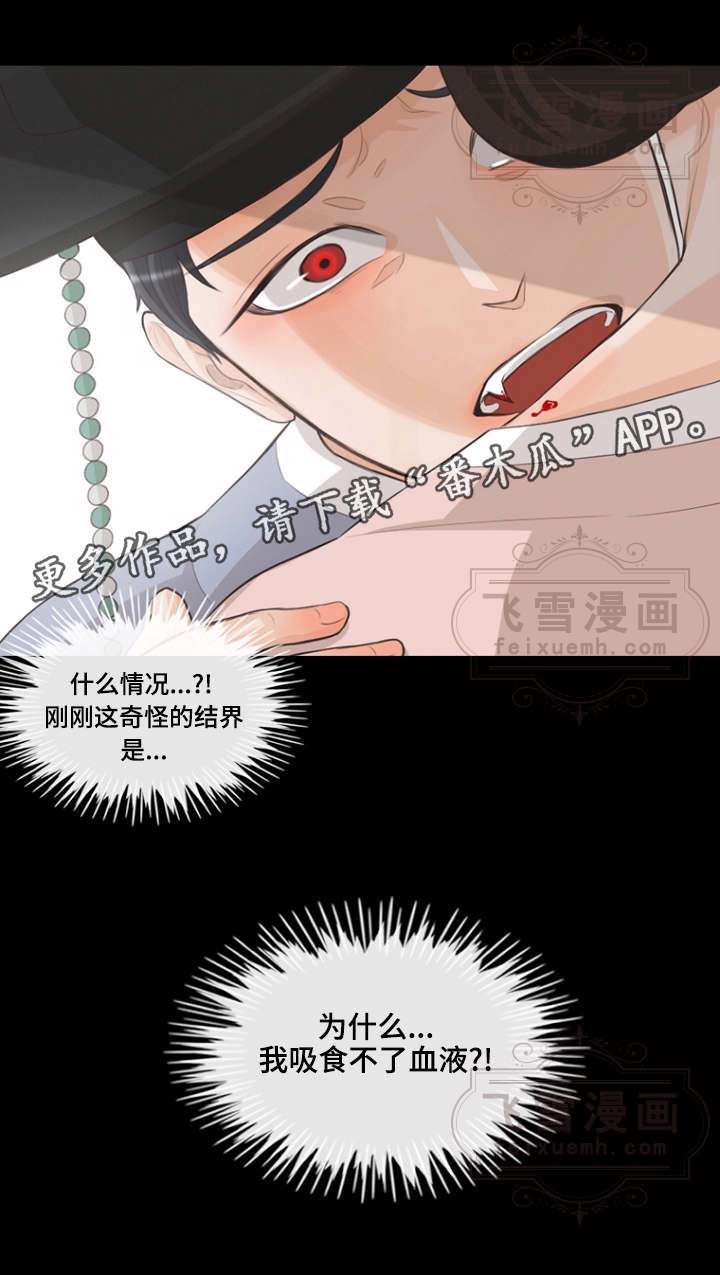 飞雪漫画
feixuemh.com
更多作品，请下载“番木瓜”APP。
飞雪漫画
feixuemh.com
什么情况...?!
刚刚这奇怪的结界
是...
为什么...
我吸食不了血液?!
飞雪漫画
feixuemh.com